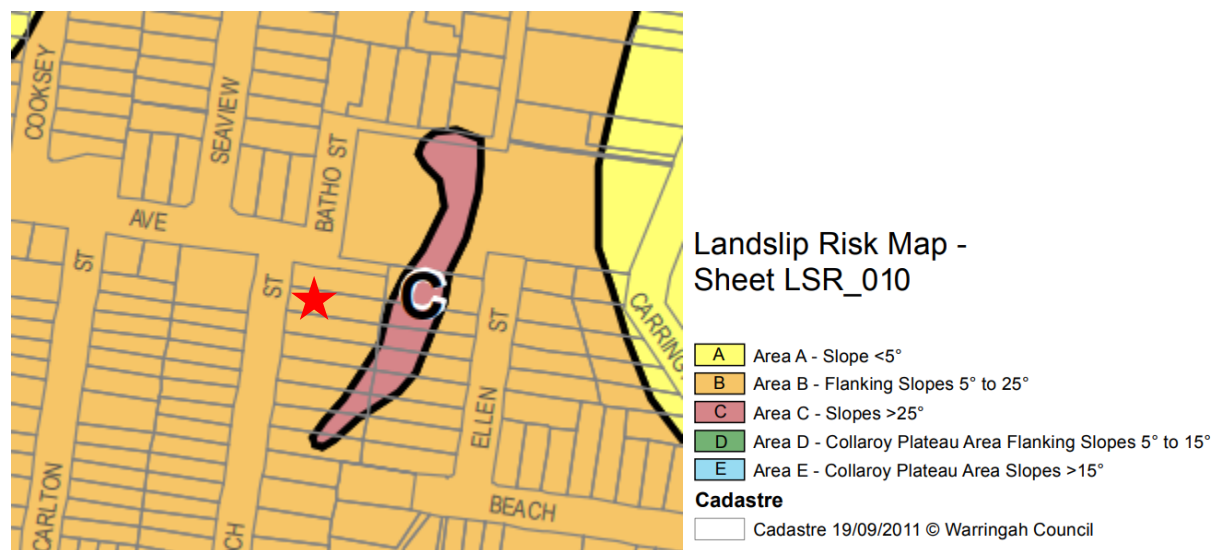 COOKSEY
SEAVIEW
BATHO ST
AVE
ST
ST
C
ST
CARRING
ELLEN
CARLTON
CH
BEACH
Landslip Risk Map -
Sheet LSR_010
A Area A - Slope <5°
B Area B - Flanking Slopes 5° to 25°
C Area C - Slopes >25°
D Area D - Collaroy Plateau Area Flanking Slopes 5° to 15°
E Area E - Collaroy Plateau Area Slopes >15°
Cadastre
Cadastre 19/09/2011 © Warringah Council